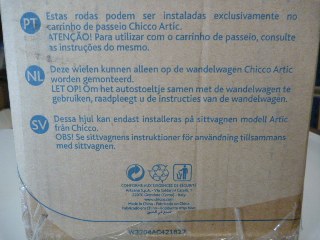 PT Estas rodas podem ser instaladas exclusivamente no
carrinho de passeio Chicco Artic.
ATENÇÃO! Para utilizar com o carrinho de passeio, consulte
as instruções do mesmo.
NL Deze wielen kunnen alleen op de wandelwagen Chicco Artic
worden gemonteerd.
LET OP! Om het autostoeltje samen met de wandelwagen te
gebruiken, raadpleegt u de instructies van de wandelwagen.
SV Dessa hjul kan endast installeras på sittvagnen modell Artic
från Chicco.
OBS! Se sittvagnens instruktioner för användning tillsammans
med sittvagnen.